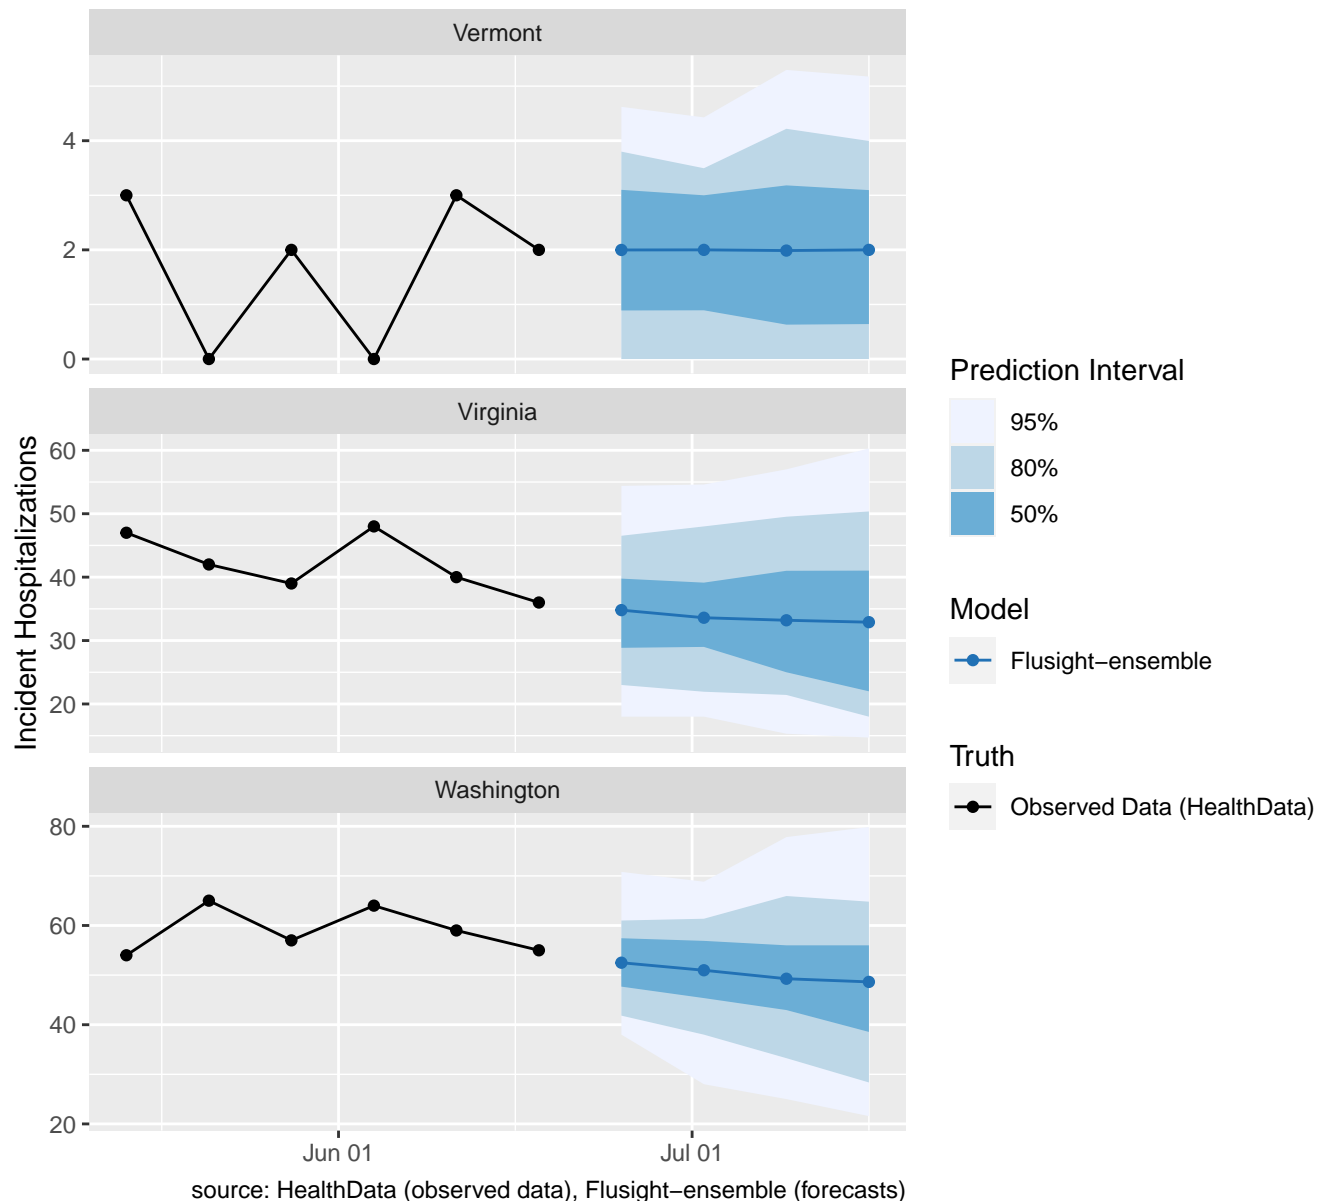 Vermont
4
2
0
Virginia
60
50
40
30
20
Washington
80
60
40
20
Incident Hospitalizations
Jun 01
Jul 01
source: HealthData (observed data), Flusight−ensemble (forecasts)
Prediction Interval
95%
80%
50%
Model
Flusight−ensemble
Truth
Observed Data (HealthData)